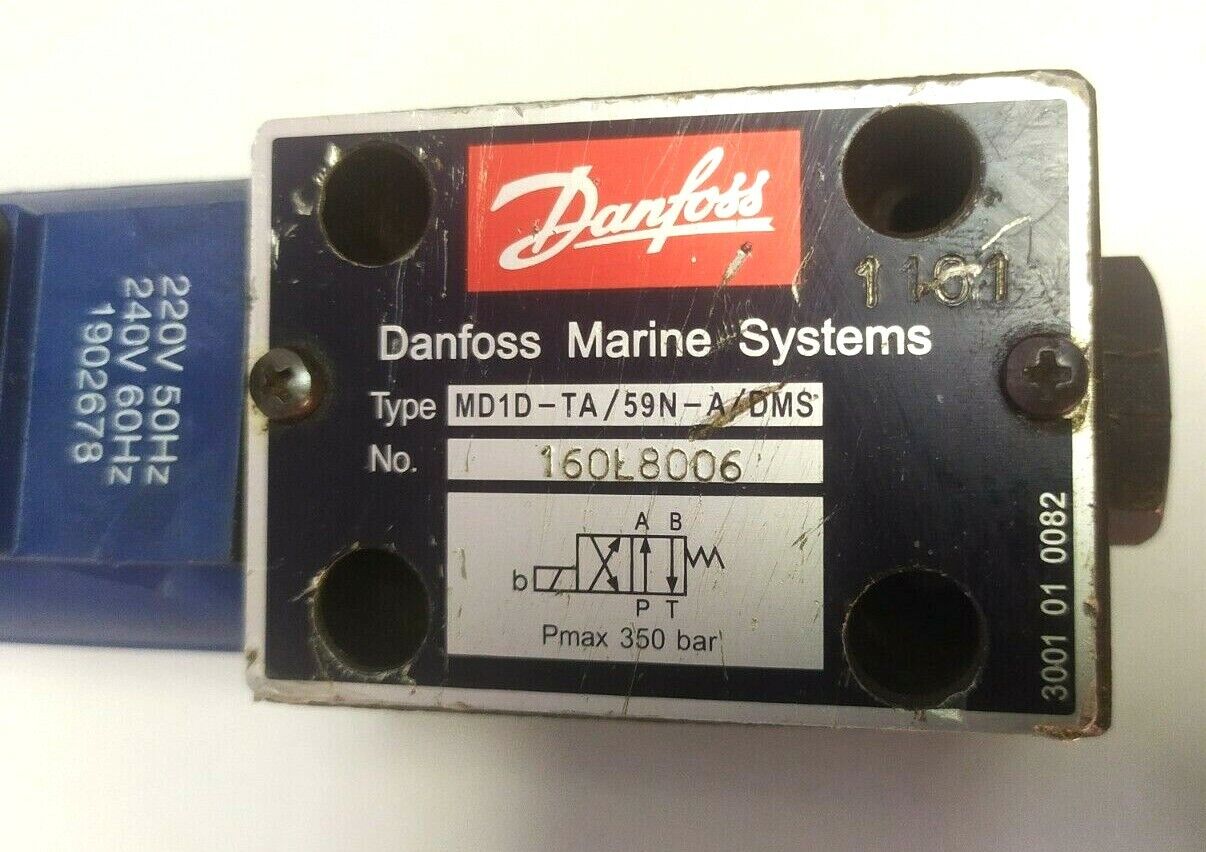 Danfoss
1101
Danfoss Marine Systems
Type MD1D-TA/59N-A/DMS
No. 160L8006
A B
b
P T
Pmax 350 bar
3001 01 0082
220V 50Hz
240V 60Hz
1902678